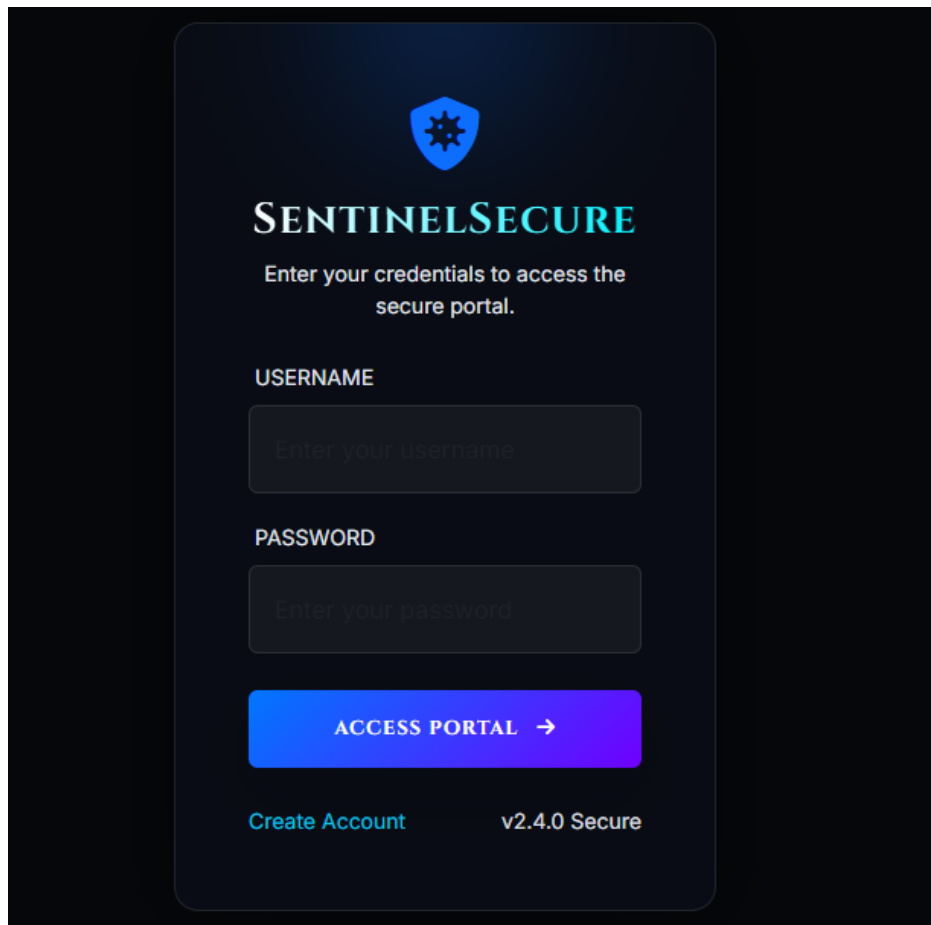 SENTINELSECURE
Enter your credentials to access the
secure portal.
USERNAME
Enter your username
PASSWORD
Enter your password
ACCESS PORTAL →
Create Account
v2.4.0 Secure